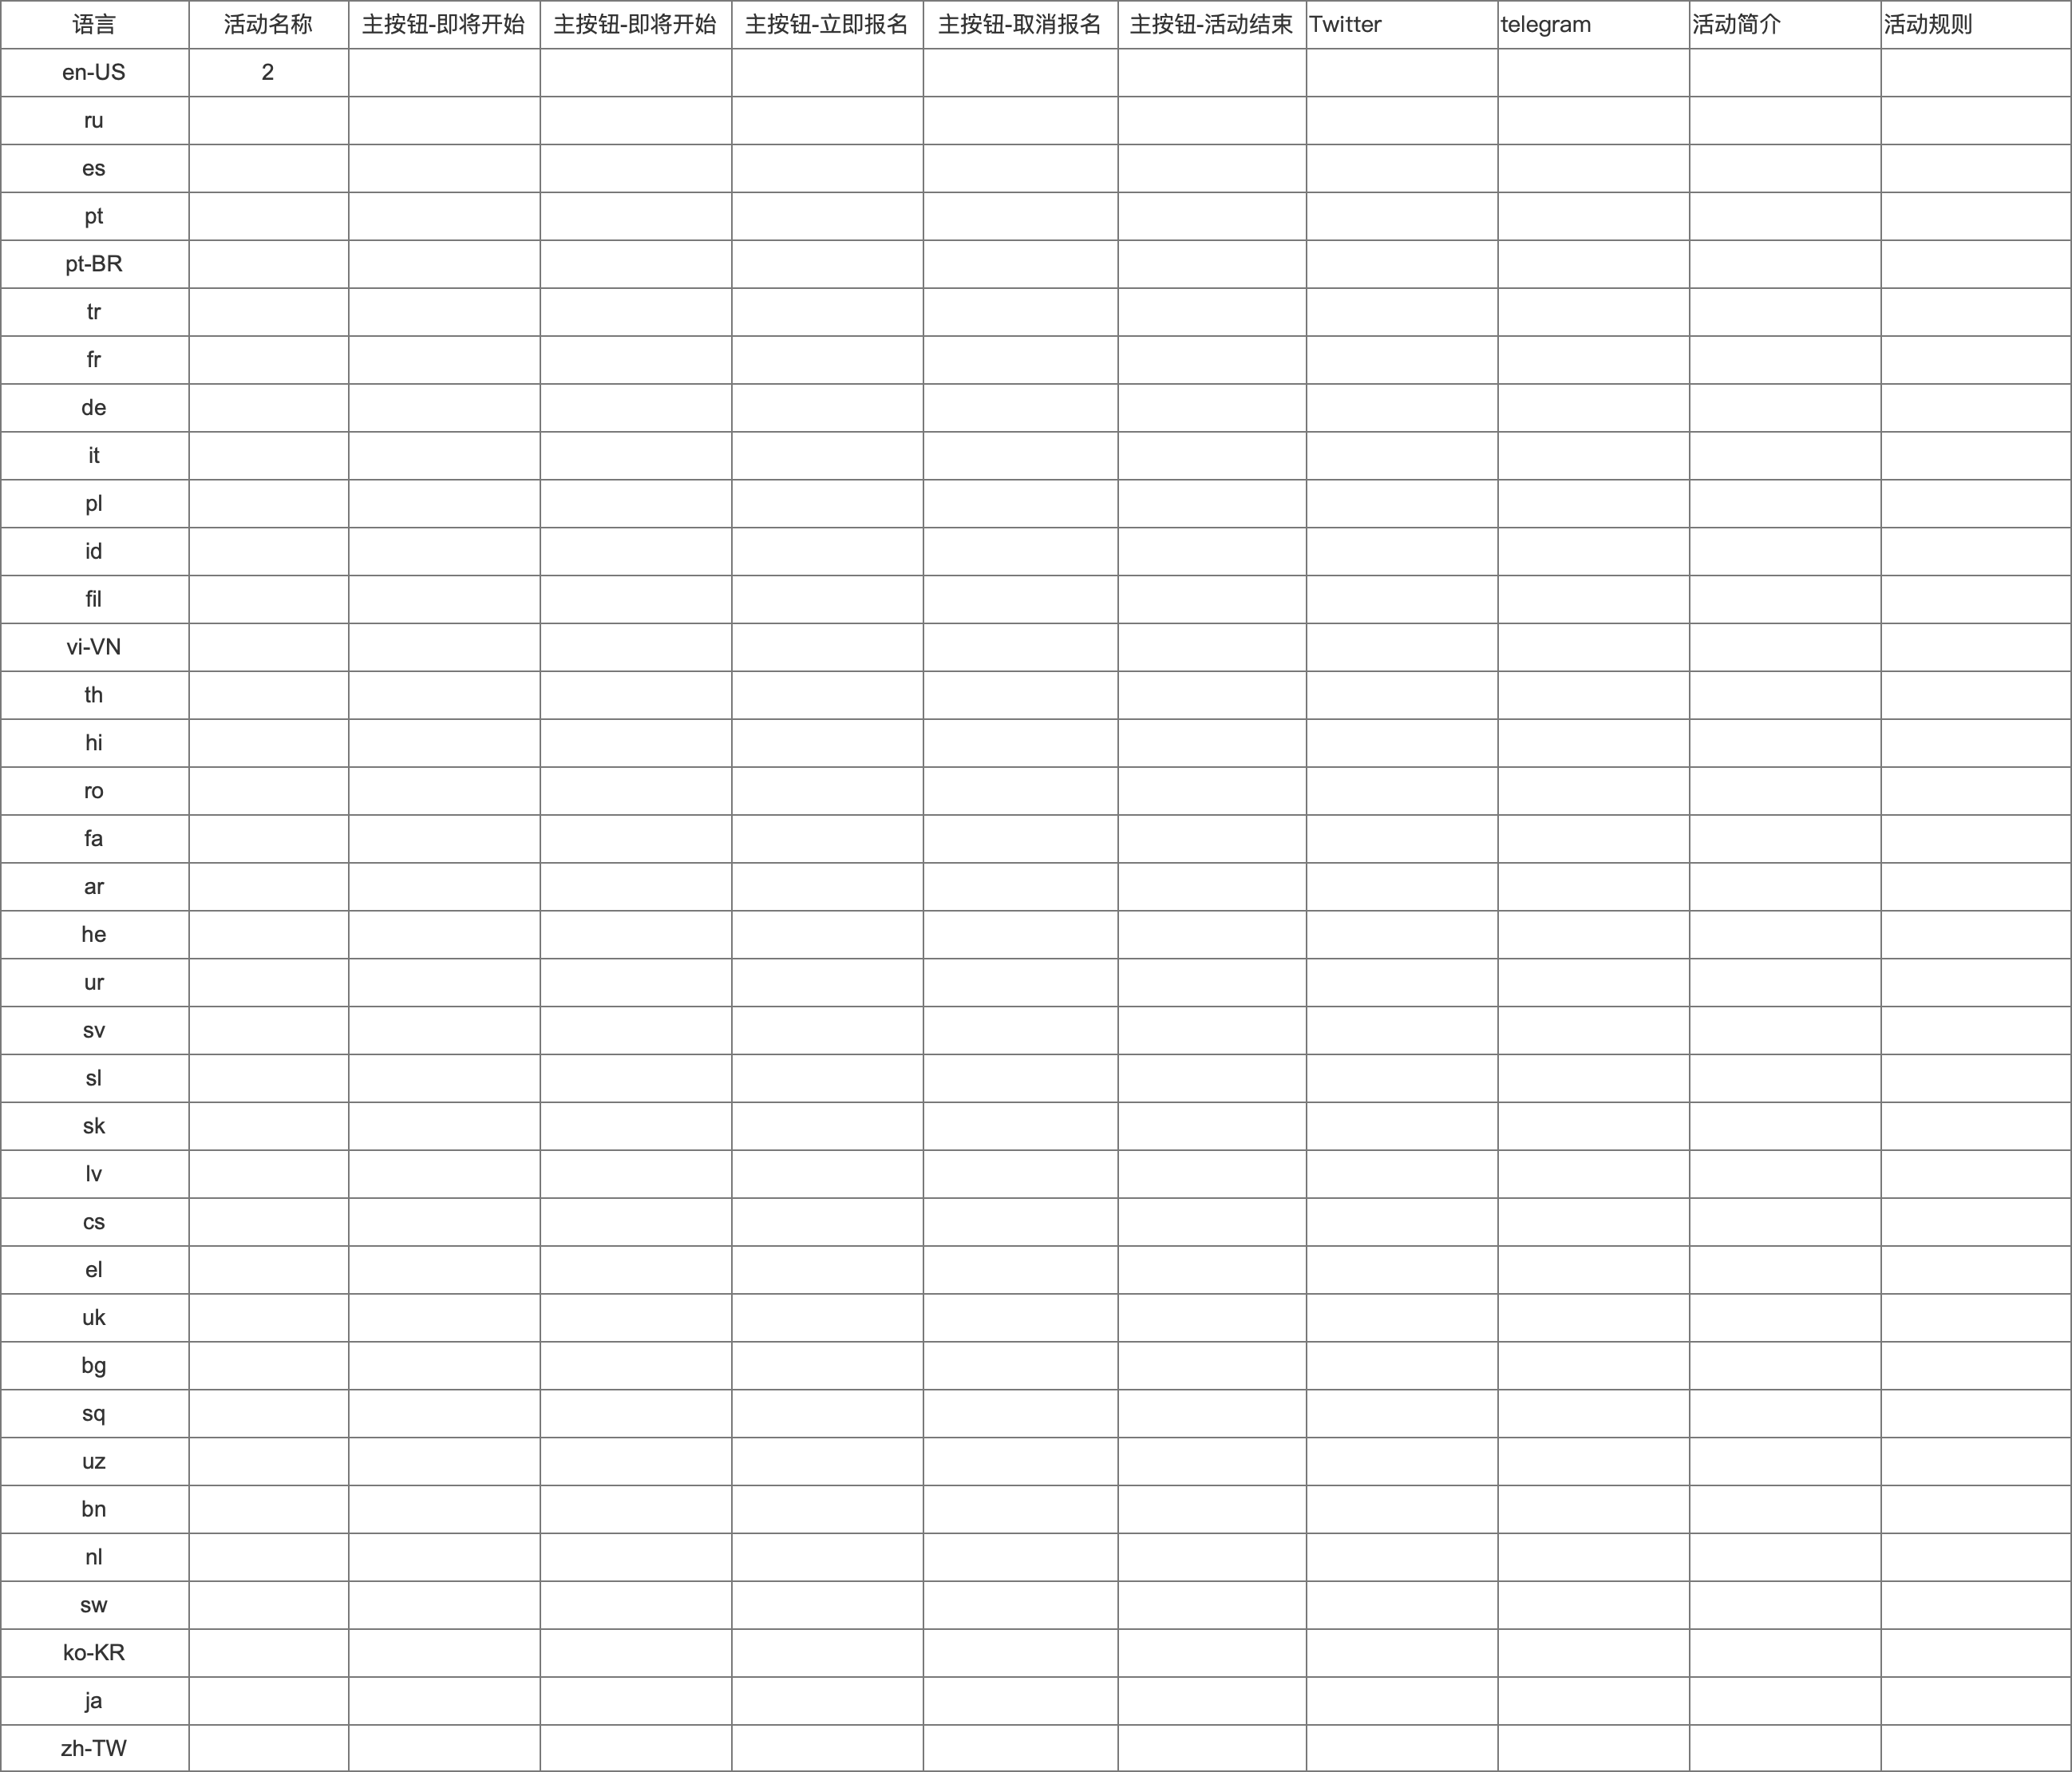 语言 活动名称 主按钮-即将开始 主按钮-即将开始 主按钮-立即报名 主按钮-取消报名 主按钮-活动结束 Twitter telegram 活动简介 活动规则
en-US 2
ru
es
pt
pt-BR
tr
fr
de
it
pl
id
fil
vi-VN
th
hi
ro
fa
ar
he
ur
sv
sl
sk
lv
cs
el
uk
bg
sq
uz
bn
nl
sw
ko-KR
ja
zh-TW